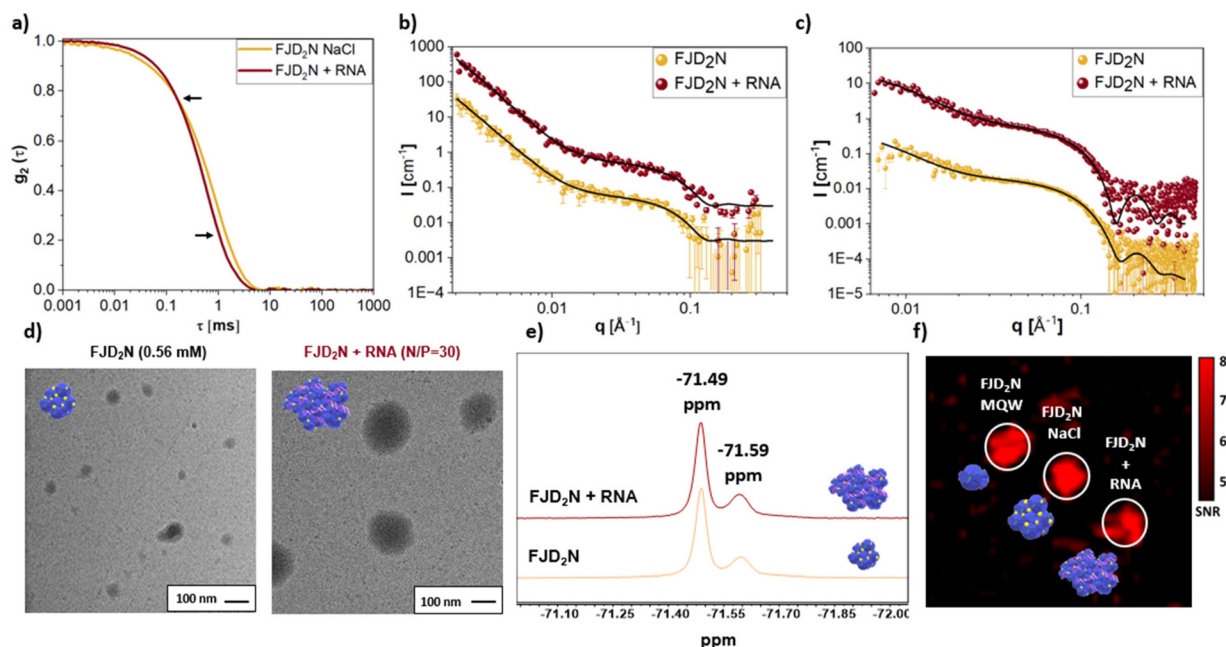 a)
1.0
0.8
0.6
0.4
0.2
0.0
g₂ (τ)
FJD₂N NaCl
FJD₂N + RNA
0.001 0.01 0.1 1 10 100 1000
τ [ms]
b)
1000
100
10
1
0.1
0.01
0.001
1E−4
I [cm⁻¹]
FJD₂N
FJD₂N + RNA
0.01 0.1
q [Å⁻¹]
c)
100
10
1
0.1
0.01
0.001
1E-4
1E-5
I [cm⁻¹]
FJD₂N
FJD₂N + RNA
0.01 0.1
q [Å⁻¹]
d)
FJD₂N (0.56 mM)
100 nm
FJD₂N + RNA (N/P=30)
100 nm
e)
-71.49
ppm
-71.59
ppm
FJD₂N + RNA
FJD₂N
-71.10 -71.25 -71.40 -71.55 -71.70 -71.85 -72.00
ppm
f)
FJD₂N
MQW
FJD₂N
NaCl
FJD₂N
+
RNA
8
7
6
5
SNR